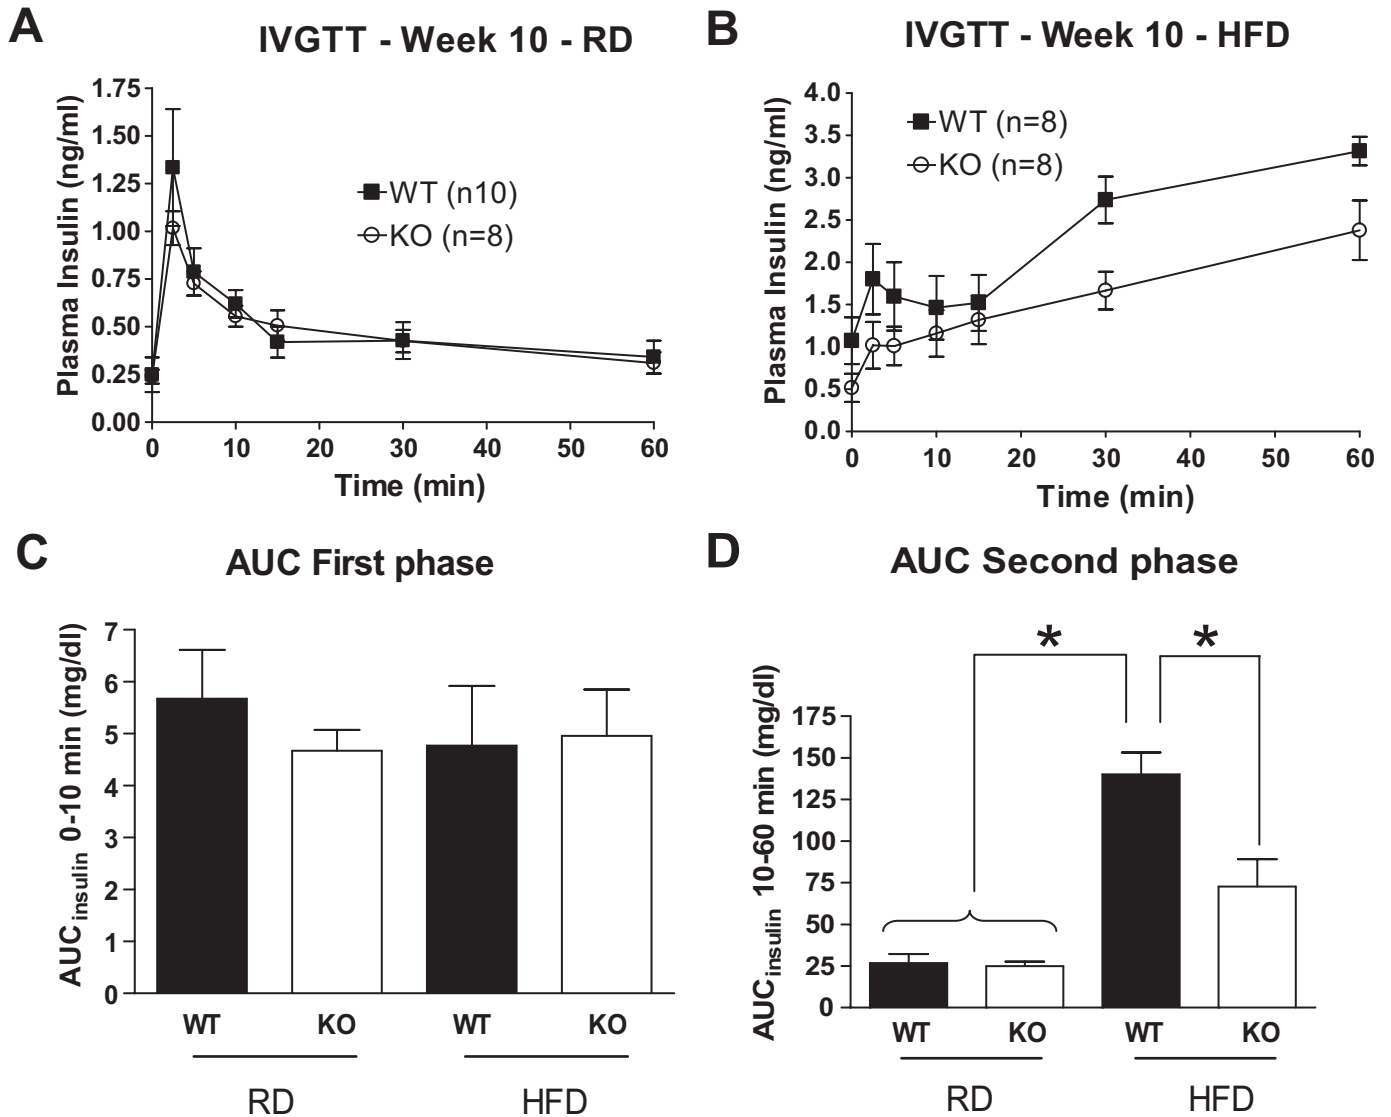 A
IVGTT - Week 10 - RD
Plasma Insulin (ng/ml)
1.75
1.50
1.25
1.00
0.75
0.50
0.25
0.00
WT (n10)
KO (n=8)
0 10 20 30 40 50 60
Time (min)
B
IVGTT - Week 10 - HFD
Plasma Insulin (ng/ml)
4.0
3.5
3.0
2.5
2.0
1.5
1.0
0.5
0.0
WT (n=8)
KO (n=8)
0 10 20 30 40 50 60
Time (min)
C
AUC First phase
AUCinsulin 0-10 min (mg/dl)
7
6
5
4
3
2
1
0
WT KO WT KO
RD HFD
D
AUC Second phase
AUCinsulin 10-60 min (mg/dl)
175
150
125
100
75
50
25
0
* *
WT KO WT KO
RD HFD